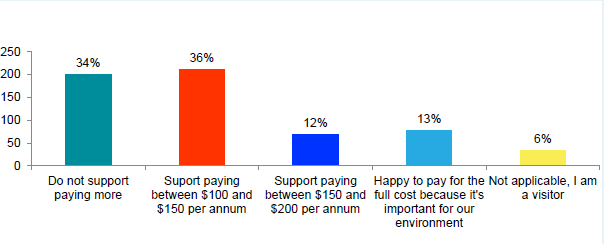 250
200
150
100
50
0
34%
36%
12%
13%
6%
Do not support
paying more
Suport paying
between $100 and
$150 per annum
Support paying
between $150 and
$200 per annum
Happy to pay for the
full cost because it's
important for our
environment
Not applicable, I am
a visitor